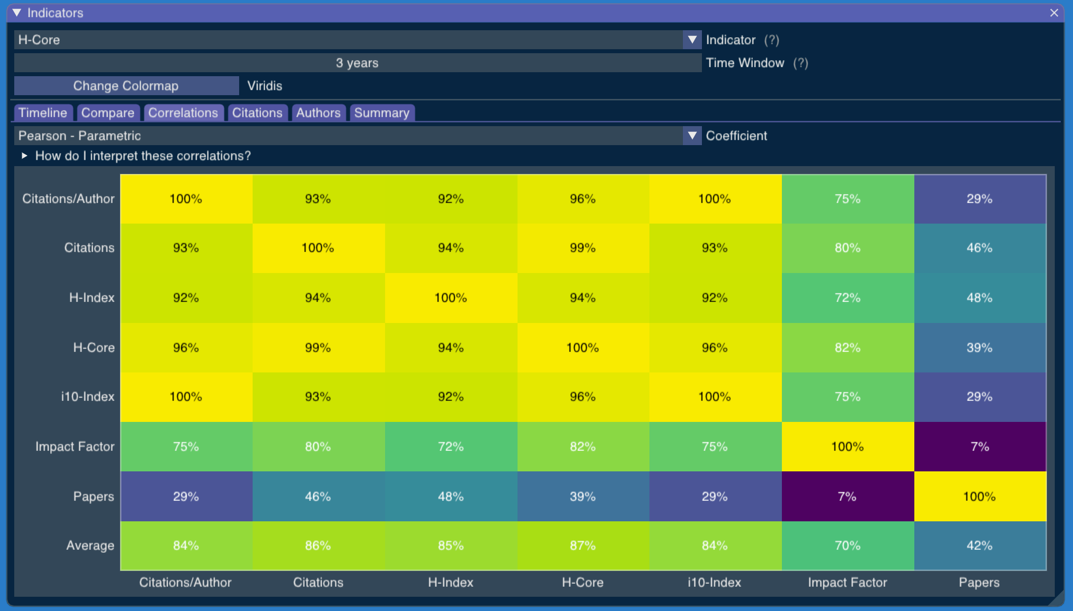 Indicators
H-Core Indicator (?)
3 years Time Window (?)
Change Colormap Viridis
Timeline Compare Correlations Citations Authors Summary
Pearson - Parametric Coefficient
How do I interpret these correlations?
Citations/Author 100% 93% 92% 96% 100% 75% 29%
Citations 93% 100% 94% 99% 93% 80% 46%
H-Index 92% 94% 100% 94% 92% 72% 48%
H-Core 96% 99% 94% 100% 96% 82% 39%
i10-Index 100% 93% 92% 96% 100% 75% 29%
Impact Factor 75% 80% 72% 82% 75% 100% 7%
Papers 29% 46% 48% 39% 29% 7% 100%
Average 84% 86% 85% 87% 84% 70% 42%
Citations/Author Citations H-Index H-Core i10-Index Impact Factor Papers